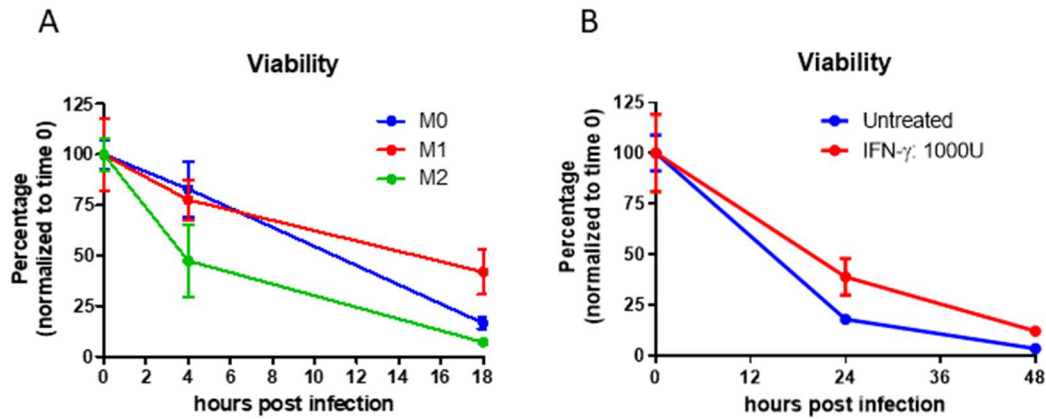 A
Viability
Percentage
(normalized to time 0)
125
100
75
50
25
0
0 2 4 6 8 10 12 14 16 18
hours post infection
M0
M1
M2
B
Viability
Percentage
(normalized to time 0)
125
100
75
50
25
0
0 12 24 36 48
hours post infection
Untreated
IFN-γ: 1000U